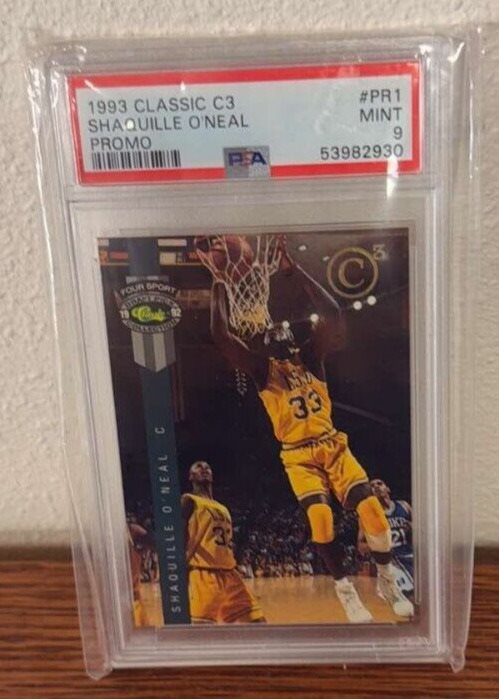 1993 CLASSIC C3 #PR1
SHAQUILLE O'NEAL MINT
PROMO 9
PSA 53982930
C3
FOUR SPORT
DRAFT PICK
19 Classic 92
COLLECTION
SHAQUILLE O'NEAL C
33
33
21